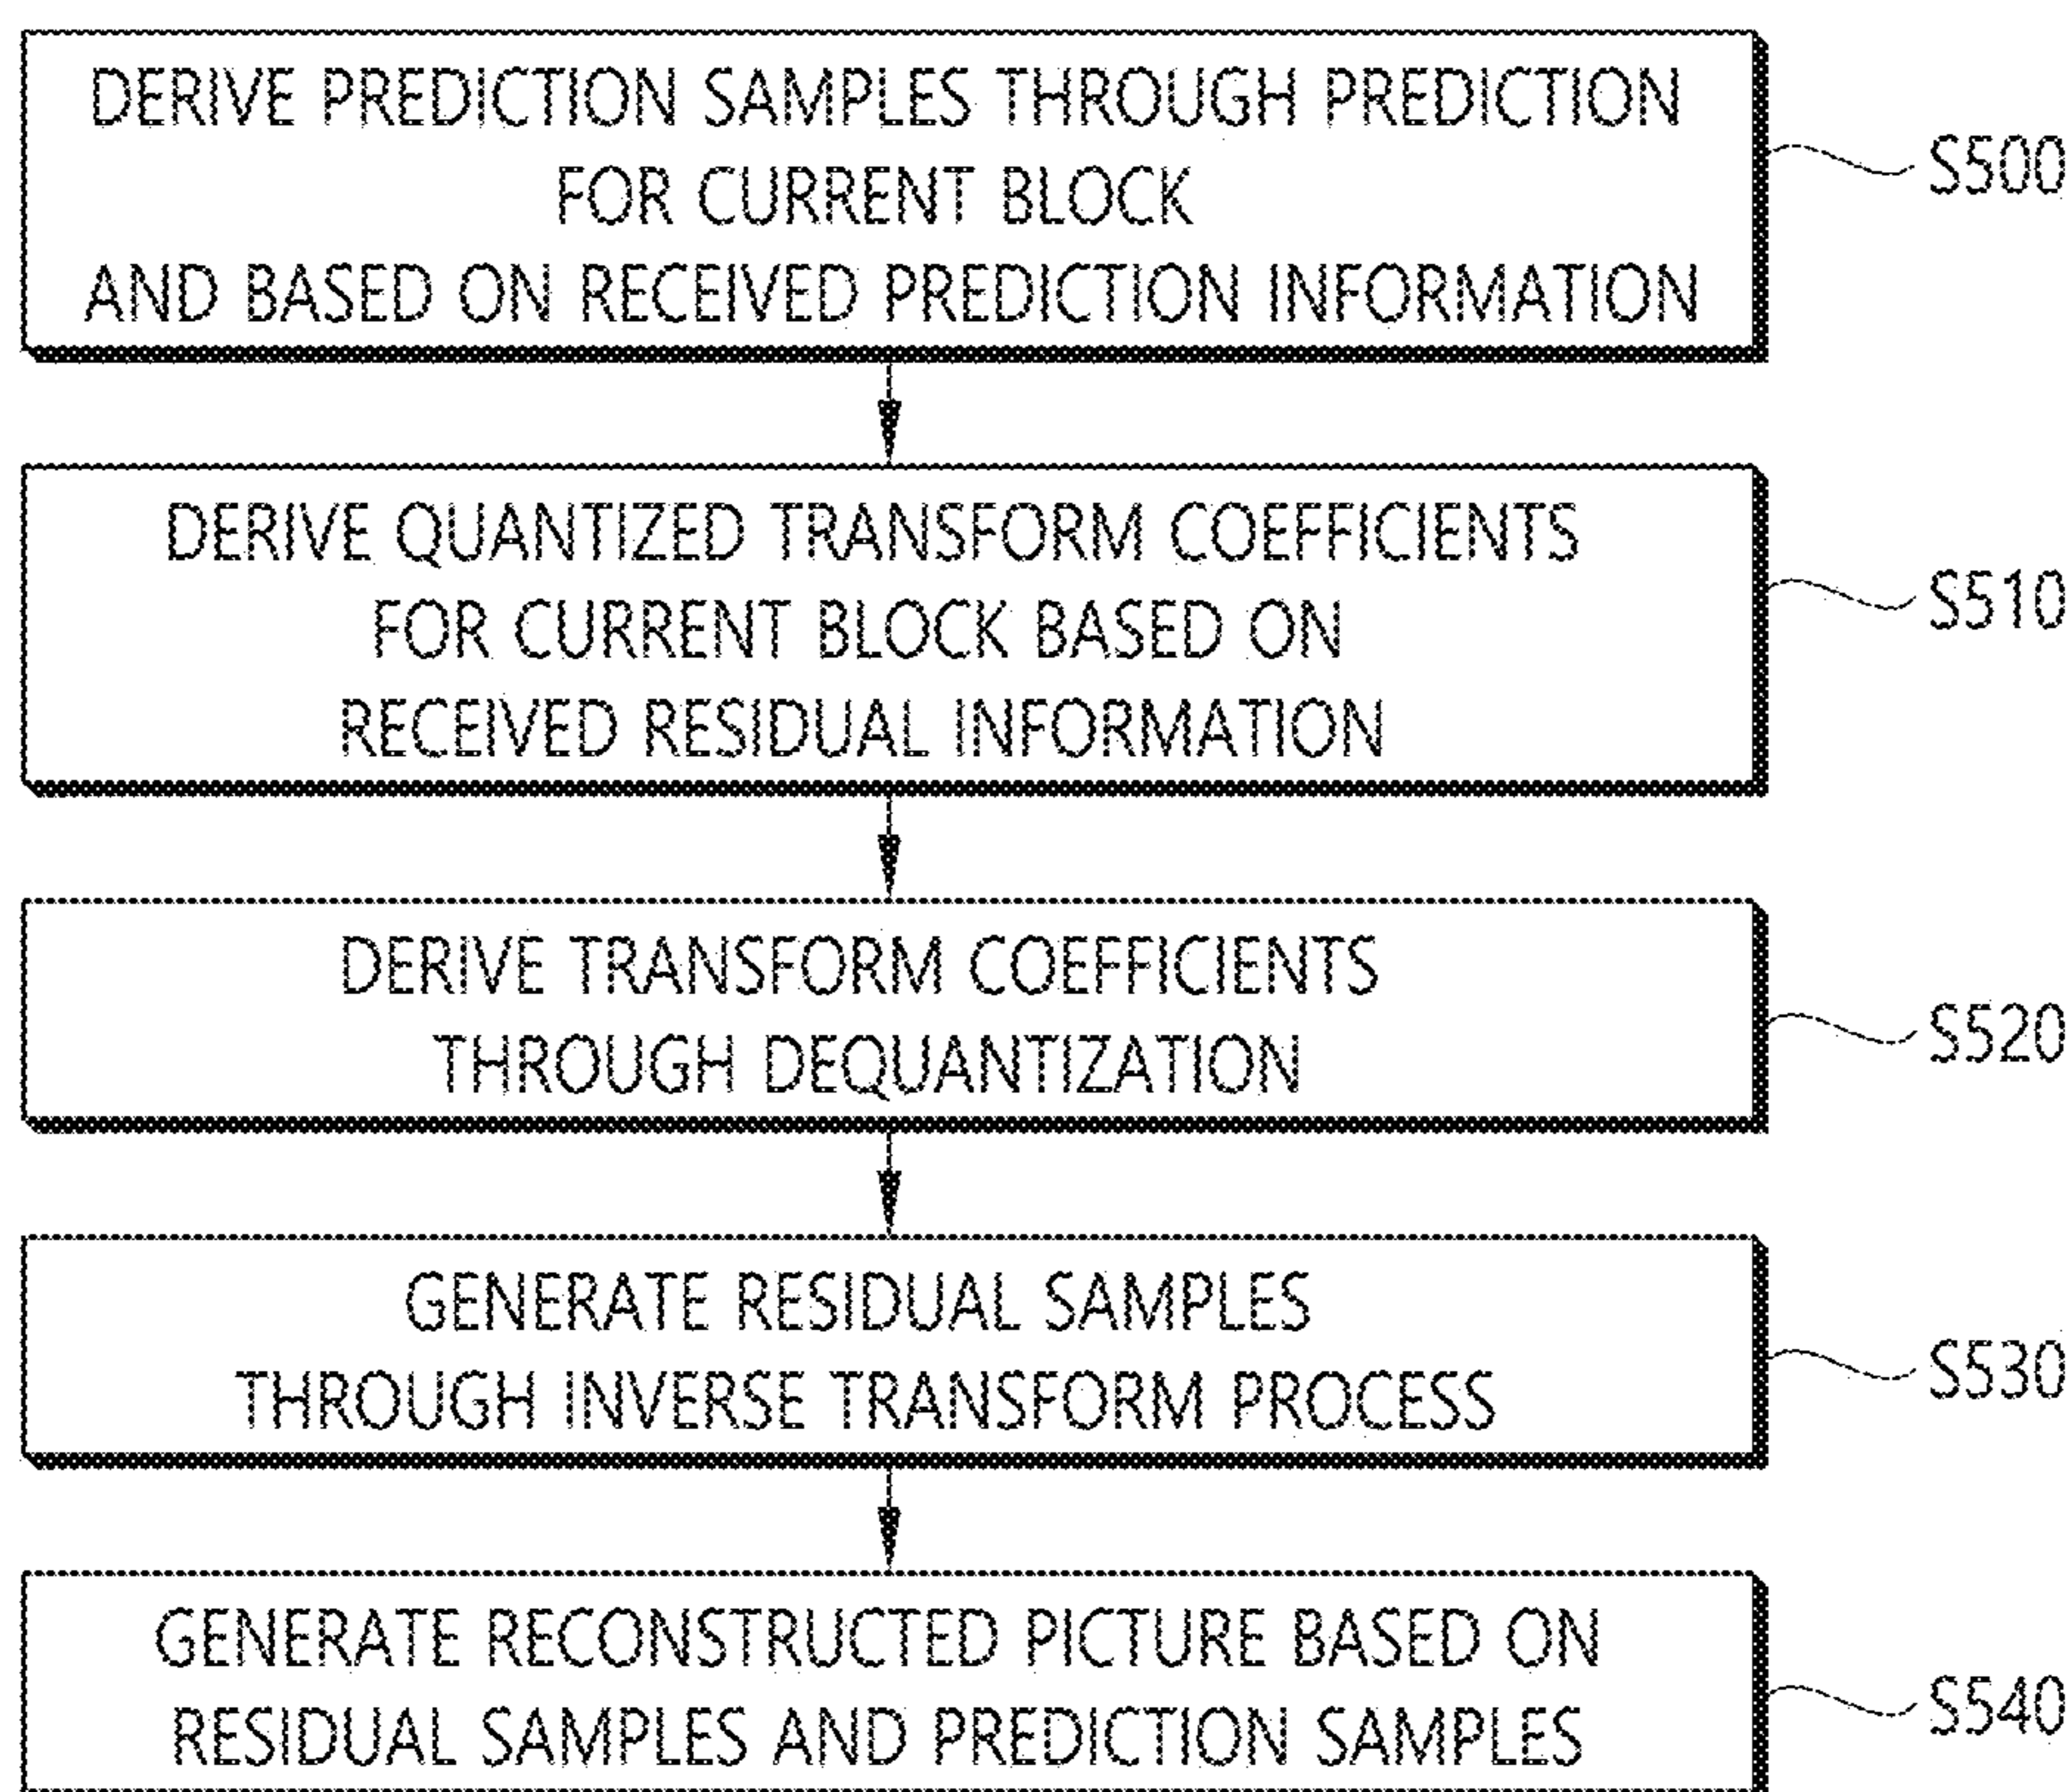 DERIVE PREDICTION SAMPLES THROUGH PREDICTION
FOR CURRENT BLOCK
AND BASED ON RECEIVED PREDICTION INFORMATION
S500
DERIVE QUANTIZED TRANSFORM COEFFICIENTS
FOR CURRENT BLOCK BASED ON
RECEIVED RESIDUAL INFORMATION
S510
DERIVE TRANSFORM COEFFICIENTS
THROUGH DEQUANTIZATION
S520
GENERATE RESIDUAL SAMPLES
THROUGH INVERSE TRANSFORM PROCESS
S530
GENERATE RECONSTRUCTED PICTURE BASED ON
RESIDUAL SAMPLES AND PREDICTION SAMPLES
S540